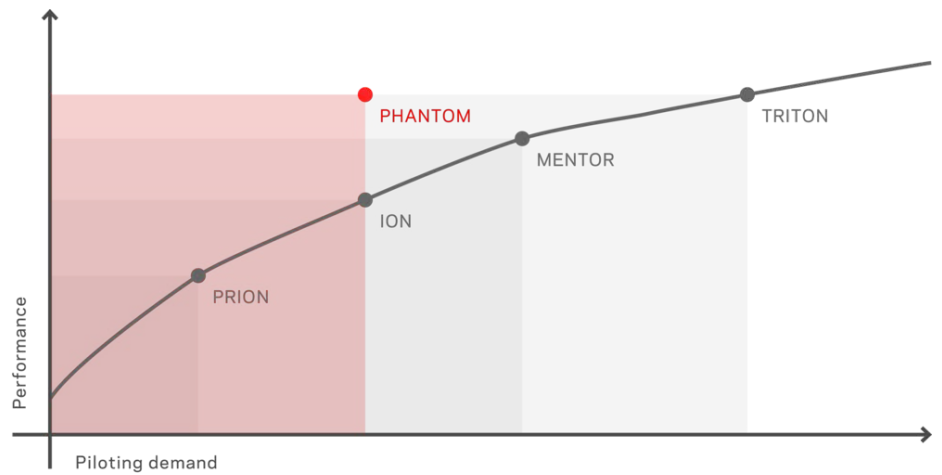 PHANTOM
TRITON
MENTOR
ION
PRION
Performance
Piloting demand